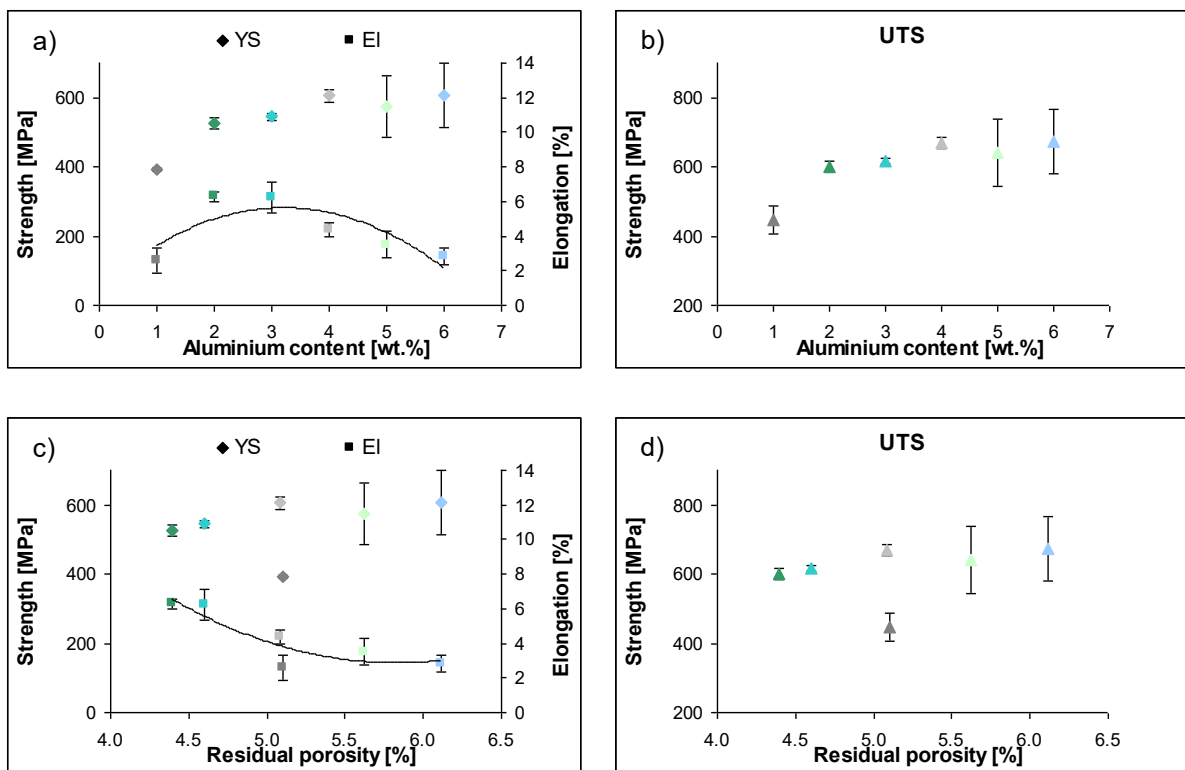 a)
YS
El
Strength [MPa]
600
400
200
0
14
12
10
8
6
4
2
0
Elongation [%]
0 1 2 3 4 5 6 7
Aluminium content [wt.%]
b)
UTS
Strength [MPa]
800
600
400
200
0 1 2 3 4 5 6 7
Aluminium content [wt.%]
c)
YS
El
Strength [MPa]
600
400
200
0
14
12
10
8
6
4
2
0
Elongation [%]
4.0 4.5 5.0 5.5 6.0 6.5
Residual porosity [%]
d)
UTS
Strength [MPa]
800
600
400
200
4.0 4.5 5.0 5.5 6.0 6.5
Residual porosity [%]